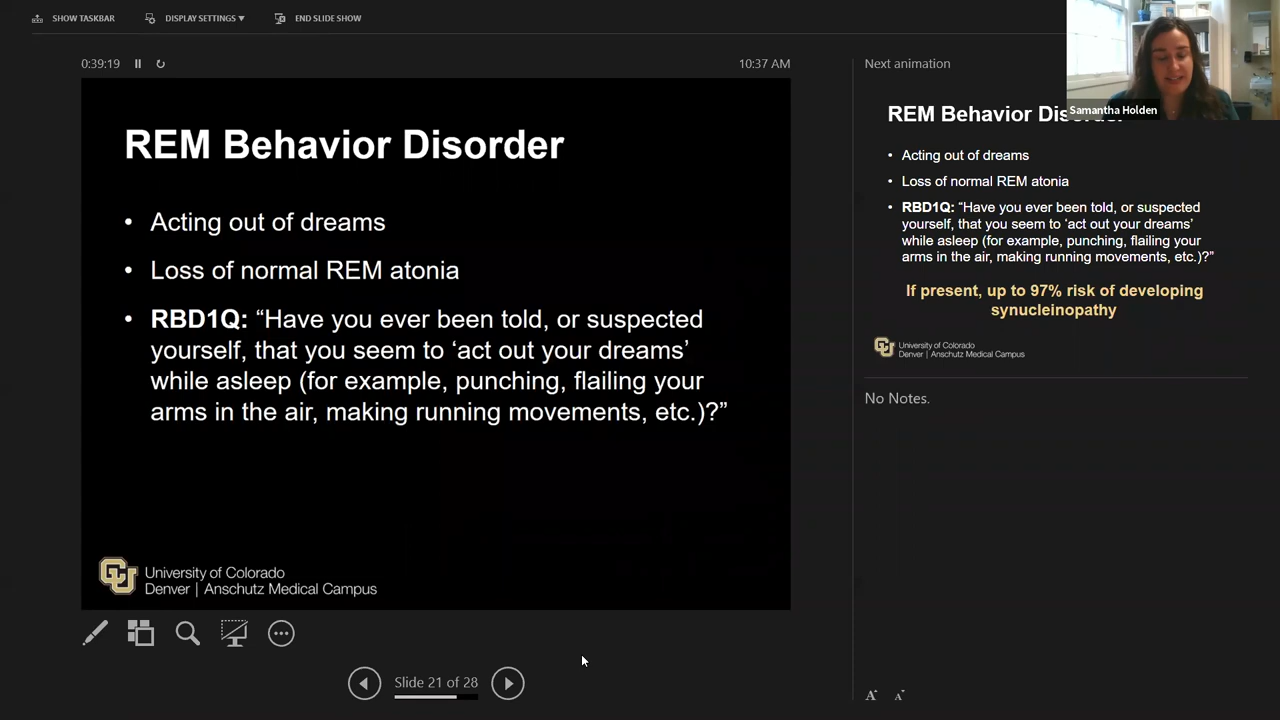 SHOW TASKBAR
DISPLAY SETTINGS ▼
END SLIDE SHOW
0:39:19
10:37 AM
REM Behavior Disorder
• Acting out of dreams
• Loss of normal REM atonia
• RBD1Q: “Have you ever been told, or suspected
yourself, that you seem to ‘act out your dreams’
while asleep (for example, punching, flailing your
arms in the air, making running movements, etc.)?”
CU
University of Colorado
Denver | Anschutz Medical Campus
Slide 21 of 28
Next animation
Samantha Holden
REM Behavior Disorder
• Acting out of dreams
• Loss of normal REM atonia
• RBD1Q: “Have you ever been told, or suspected
yourself, that you seem to ‘act out your dreams’
while asleep (for example, punching, flailing your
arms in the air, making running movements, etc.)?”
If present, up to 97% risk of developing
synucleinopathy
CU
University of Colorado
Denver | Anschutz Medical Campus
No Notes.
A A